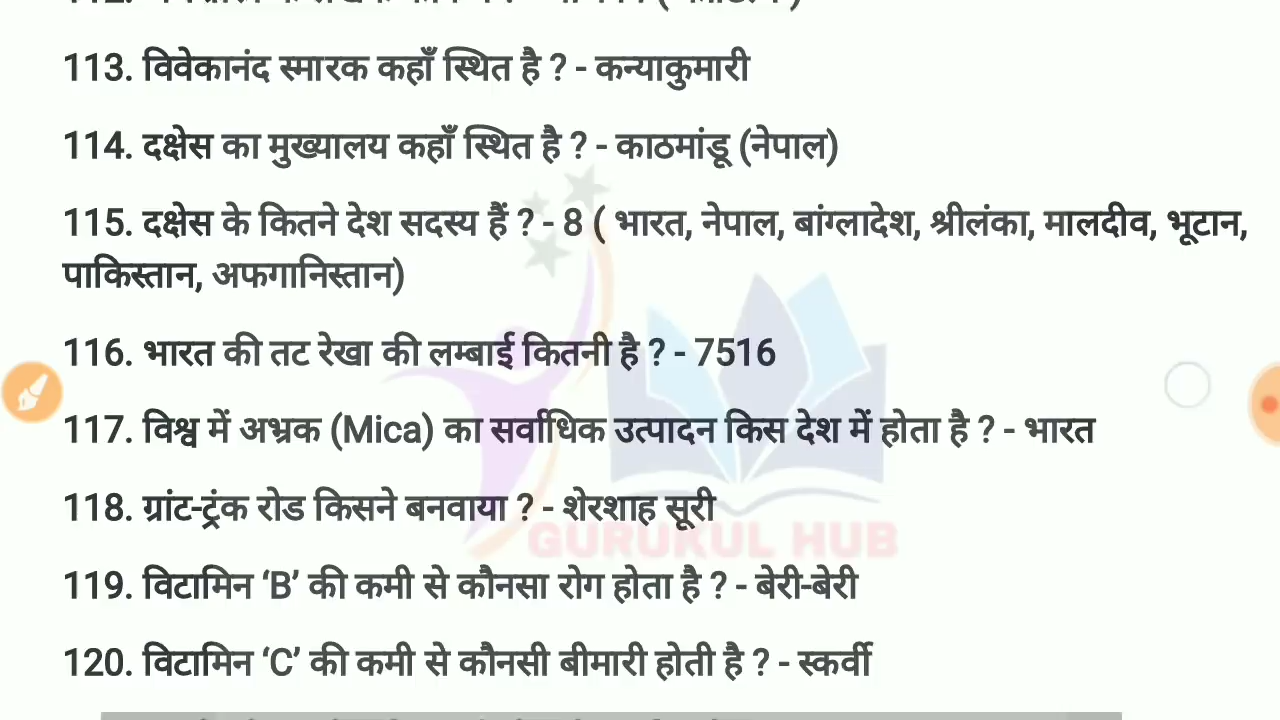 113. विवेकानंद स्मारक कहाँ स्थित है ? - कन्याकुमारी
114. दक्षेस का मुख्यालय कहाँ स्थित है ? - काठमांडू (नेपाल)
115. दक्षेस के कितने देश सदस्य हैं ? - 8 ( भारत, नेपाल, बांग्लादेश, श्रीलंका, मालदीव, भूटान,
पाकिस्तान, अफगानिस्तान)
116. भारत की तट रेखा की लम्बाई कितनी है ? - 7516
117. विश्व में अभ्रक (Mica) का सर्वाधिक उत्पादन किस देश में होता है ? - भारत
118. ग्रांट-ट्रंक रोड किसने बनवाया ? - शेरशाह सूरी
GURUKUL HUB
119. विटामिन ‘B’ की कमी से कौनसा रोग होता है ? - बेरी-बेरी
120. विटामिन ‘C’ की कमी से कौनसी बीमारी होती है ? - स्कर्वी